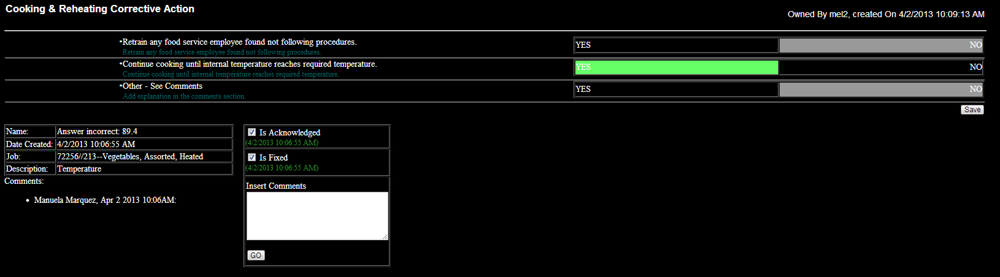 Cooking & Reheating Corrective Action
Owned By mel2, created On 4/2/2013 10:09:13 AM
•Retrain any food service employee found not following procedures.
Retrain any food service employee found not following procedures.
YES NO
•Continue cooking until internal temperature reaches required temperature.
Continue cooking until internal temperature reaches required temperature.
YES NO
•Other - See Comments
Add explanation in the comments section.
YES NO
Save
Name: Answer incorrect: 89.4
Date Created: 4/2/2013 10:06:55 AM
Job: 72256//213--Vegetables, Assorted, Heated
Description: Temperature
Comments:
• Manuela Marquez, Apr 2 2013 10:06AM:
Is Acknowledged
(4/2/2013 10:06:55 AM)
Is Fixed
(4/2/2013 10:06:55 AM)
Insert Comments
GO